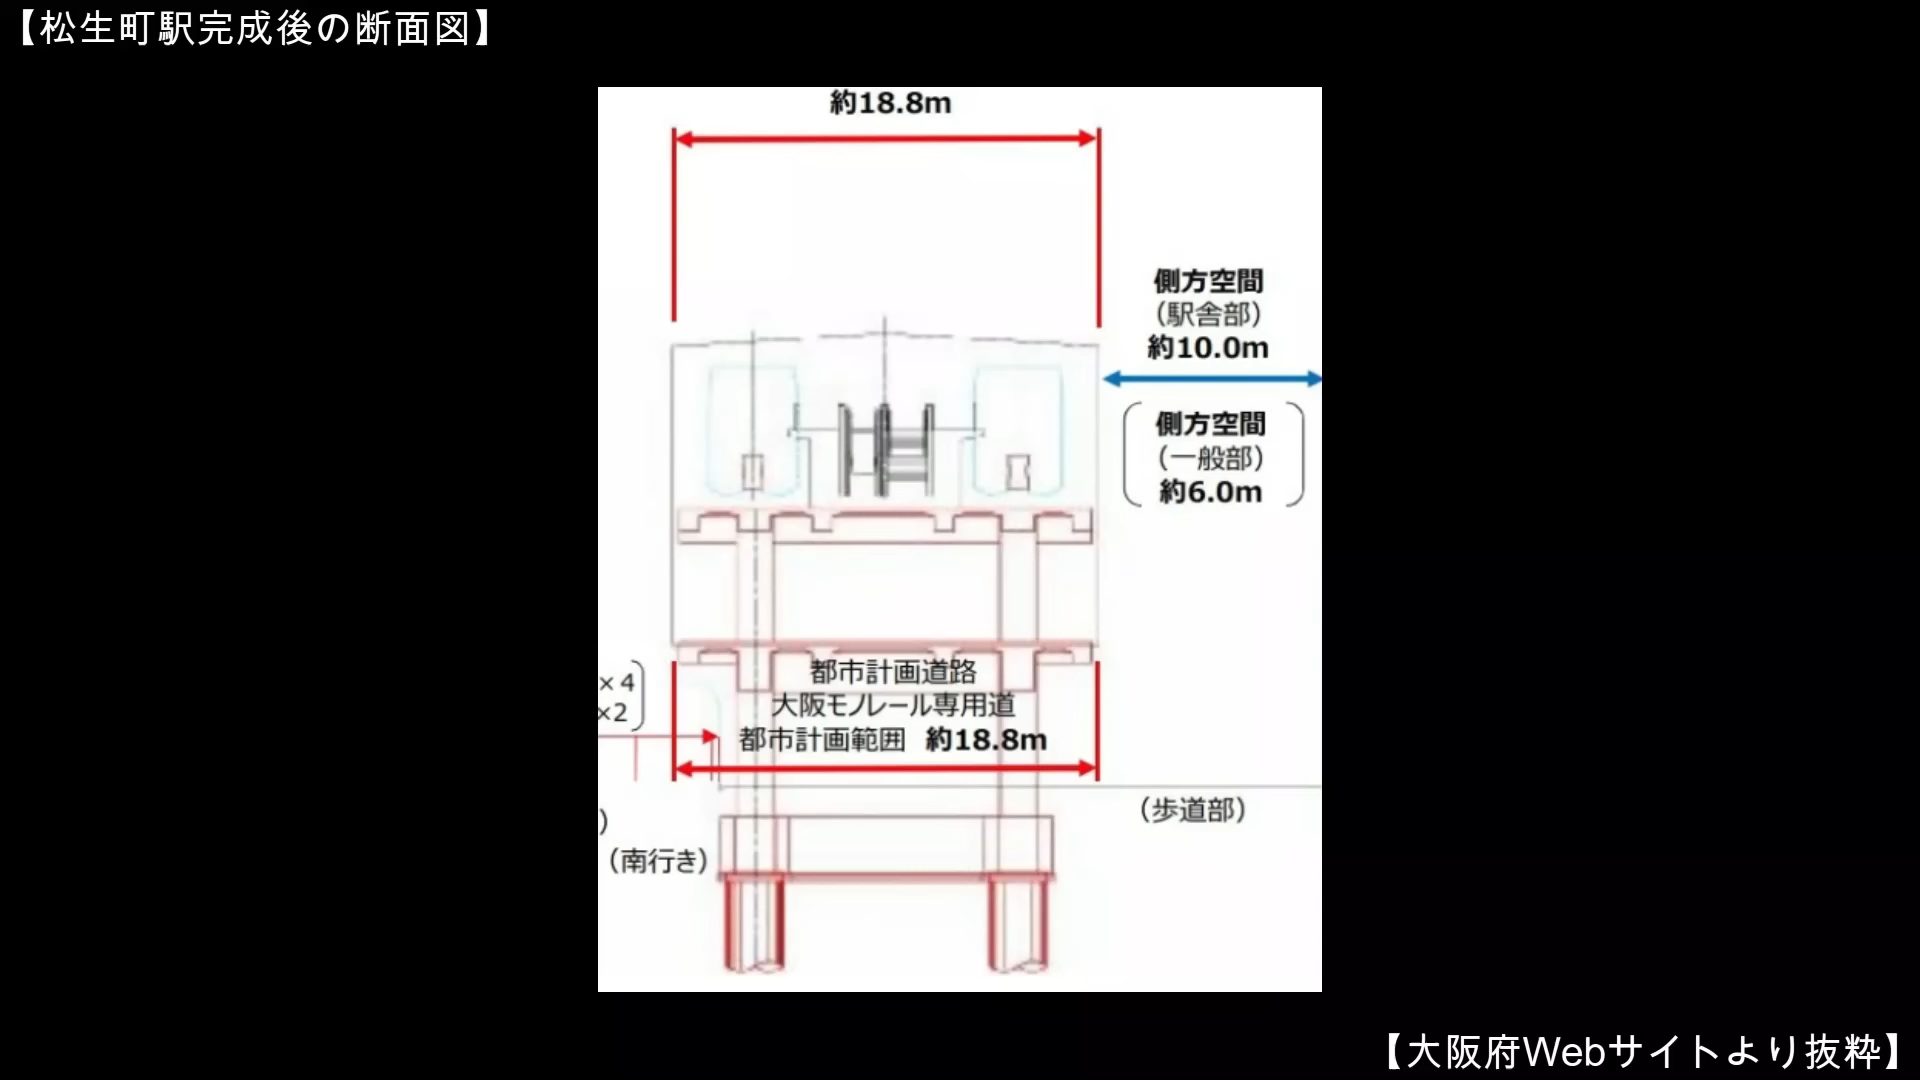 【松生町駅完成後の断面図】
約18.8m
側方空間
（駅舎部）
約10.0m
側方空間
（一般部）
約6.0m
×4
×2
都市計画道路
大阪モノレール専用道
都市計画範囲 約18.8m
（歩道部）
）
（南行き）
【大阪府Webサイトより抜粋】